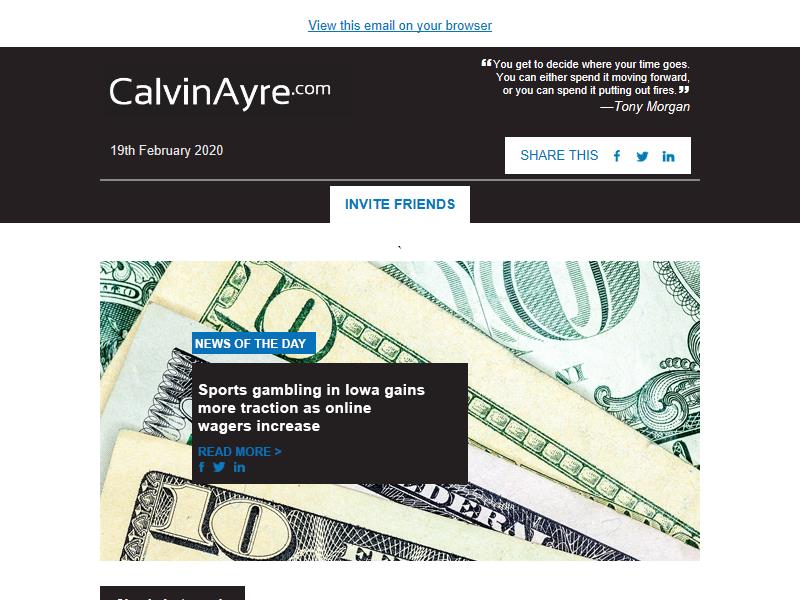 View this email on your browser
CalvinAyre.com
“You get to decide where your time goes.
You can either spend it moving forward,
or you can spend it putting out fires.”
—Tony Morgan
19th February 2020
SHARE THIS
INVITE FRIENDS
`
10
NEWS OF THE DAY
Sports gambling in Iowa gains
more traction as online
wagers increase
READ MORE >
10
FEDERAL